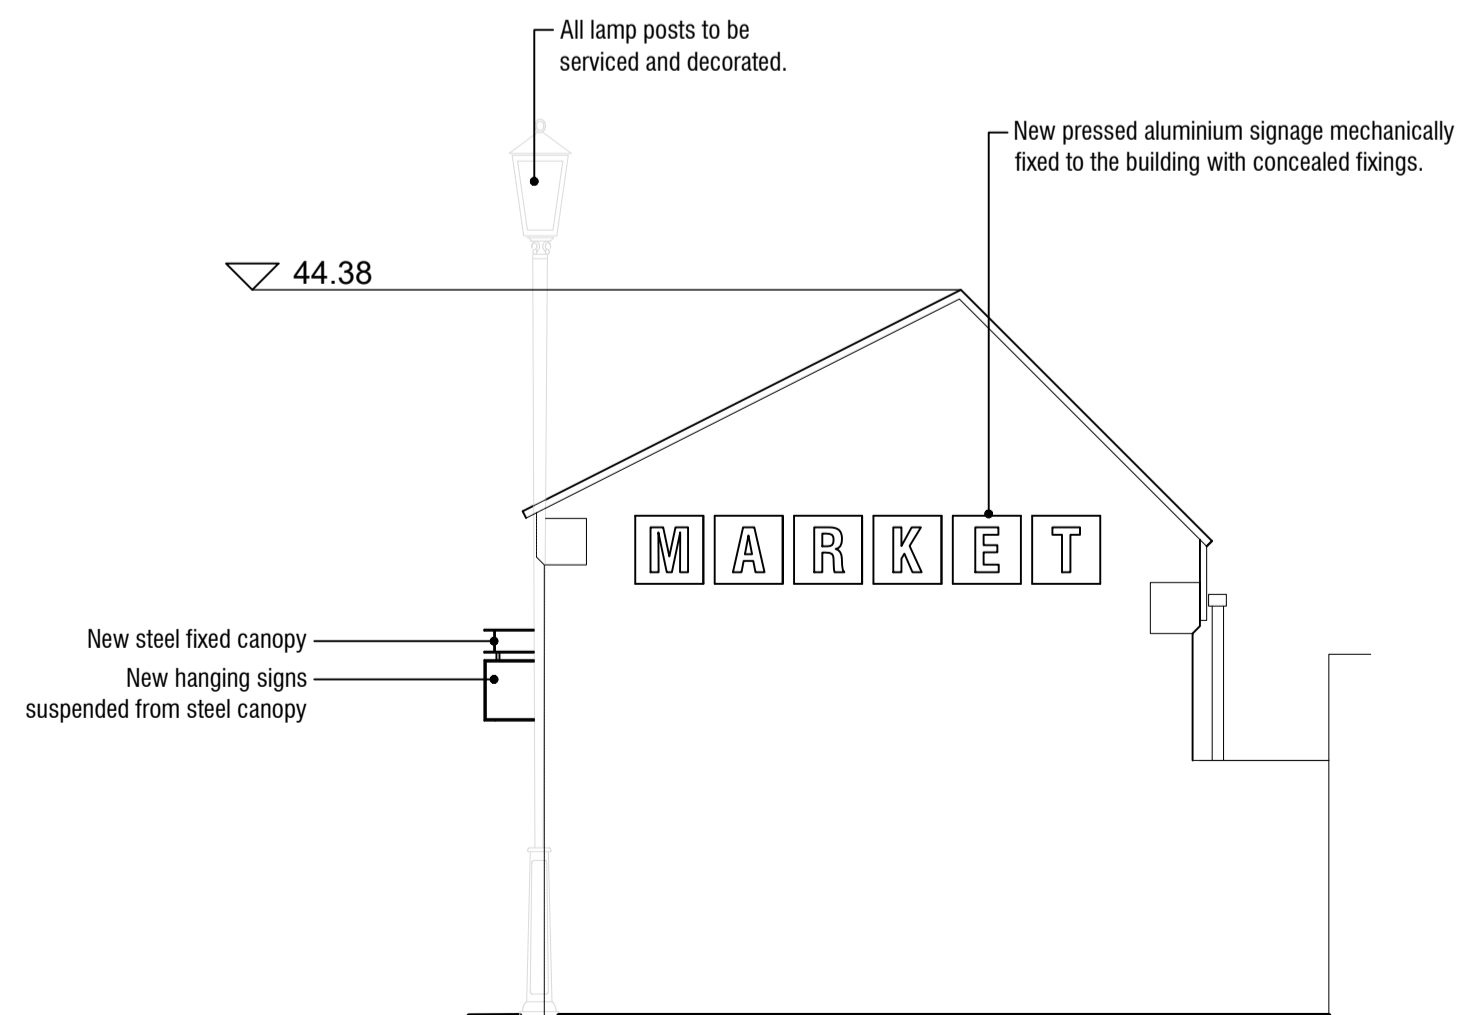 All lamp posts to be
serviced and decorated.
New pressed aluminium signage mechanically
fixed to the building with concealed fixings.
44.38
MARKET
New steel fixed canopy
New hanging signs
suspended from steel canopy